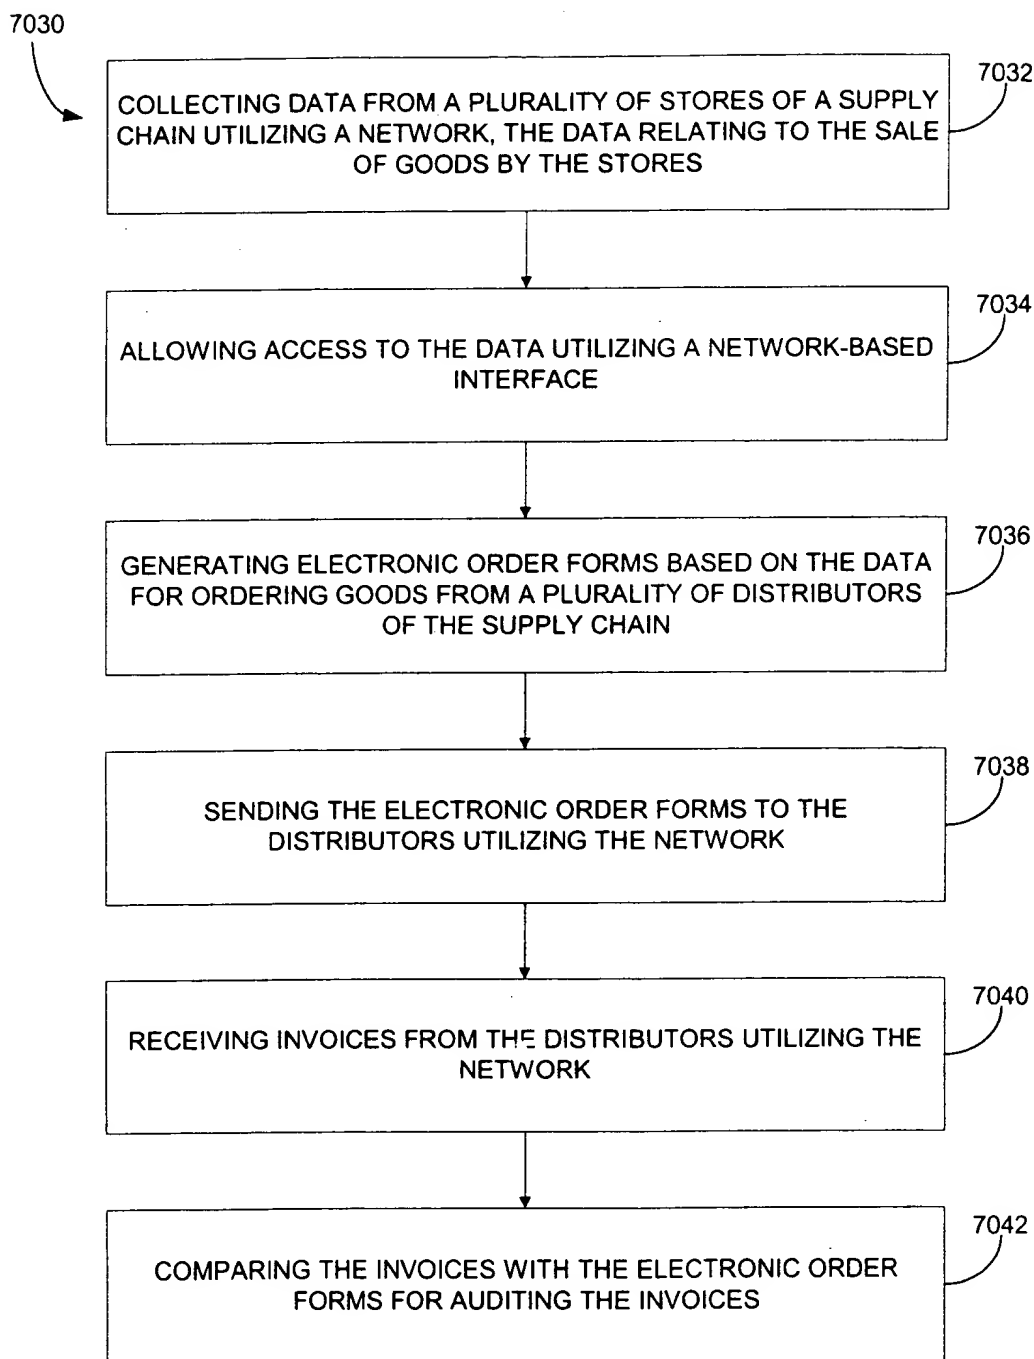 7030
7032
COLLECTING DATA FROM A PLURALITY OF STORES OF A SUPPLY
CHAIN UTILIZING A NETWORK, THE DATA RELATING TO THE SALE
OF GOODS BY THE STORES
7034
ALLOWING ACCESS TO THE DATA UTILIZING A NETWORK-BASED
INTERFACE
7036
GENERATING ELECTRONIC ORDER FORMS BASED ON THE DATA
FOR ORDERING GOODS FROM A PLURALITY OF DISTRIBUTORS
OF THE SUPPLY CHAIN
7038
SENDING THE ELECTRONIC ORDER FORMS TO THE
DISTRIBUTORS UTILIZING THE NETWORK
7040
RECEIVING INVOICES FROM THE DISTRIBUTORS UTILIZING THE
NETWORK
7042
COMPARING THE INVOICES WITH THE ELECTRONIC ORDER
FORMS FOR AUDITING THE INVOICES